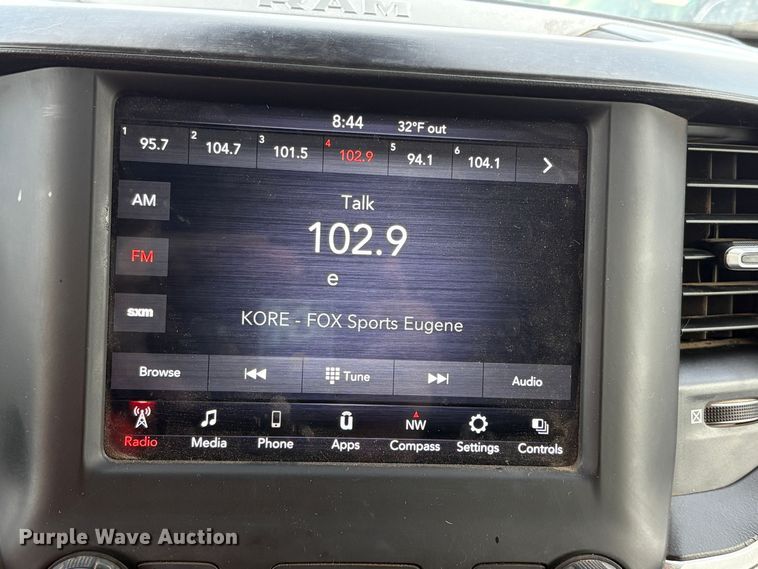 RAM
8:44 32°F out
1 95.7 2 104.7 3 101.5 4 102.9 5 94.1 6 104.1
AM
Talk
102.9
FM
e
sxm
KORE - FOX Sports Eugene
Browse Tune Audio
NW
Radio Media Phone Apps Compass Settings Controls
Purple Wave Auction